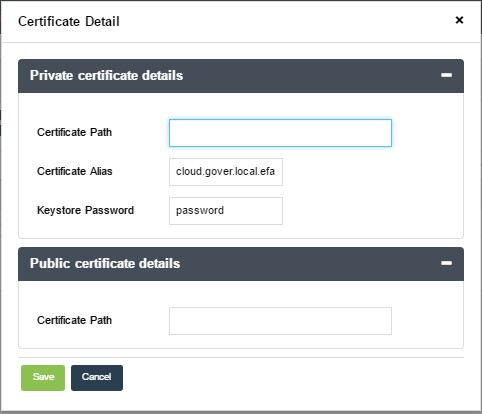 Certificate Detail ×
Private certificate details
Certificate Path
Certificate Alias cloud.gover.local.efa
Keystore Password password
Public certificate details
Certificate Path
Save Cancel